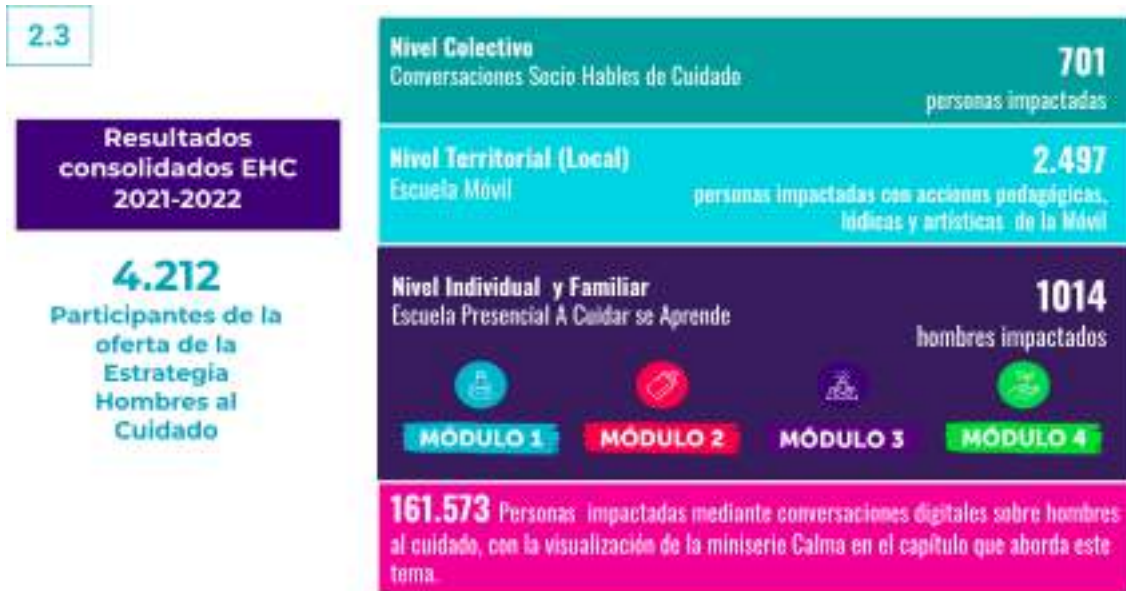 2.3
Resultados
consolidados EHC
2021-2022
4.212
Participantes de la
oferta de la
Estrategia
Hombres al
Cuidado
Nivel Colectivo
Conversaciones Socio Hables de Cuidado
701
personas impactadas
Nivel Territorial (Local)
Escuela Móvil
2.497
personas impactadas con acciones pedagógicas,
lúdicas y artísticas de la Móvil
Nivel Individual y Familiar
Escuela Presencial A Cuidar se Aprende
1014
hombres impactados
MÓDULO 1 MÓDULO 2 MÓDULO 3 MÓDULO 4
161.573 Personas impactadas mediante conversaciones digitales sobre hombres
al cuidado, con la visualización de la miniserie Calma en el capítulo que aborda este
tema.